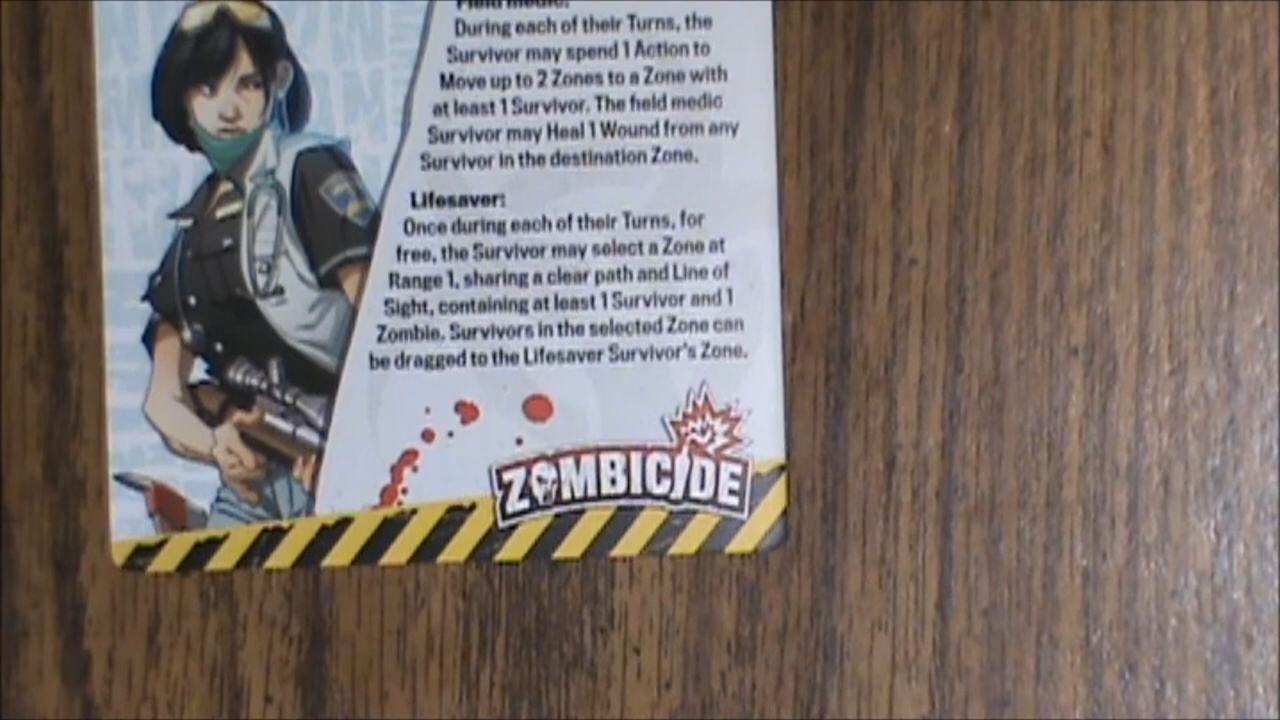 Field medic:
During each of their Turns, the
Survivor may spend 1 Action to
Move up to 2 Zones to a Zone with
at least 1 Survivor. The field medic
Survivor may Heal 1 Wound from any
Survivor in the destination Zone.
Lifesaver:
Once during each of their Turns, for
free, the Survivor may select a Zone at
Range 1, sharing a clear path and Line of
Sight, containing at least 1 Survivor and 1
Zombie. Survivors in the selected Zone can
be dragged to the Lifesaver Survivor's Zone.
ZOMBICIDE